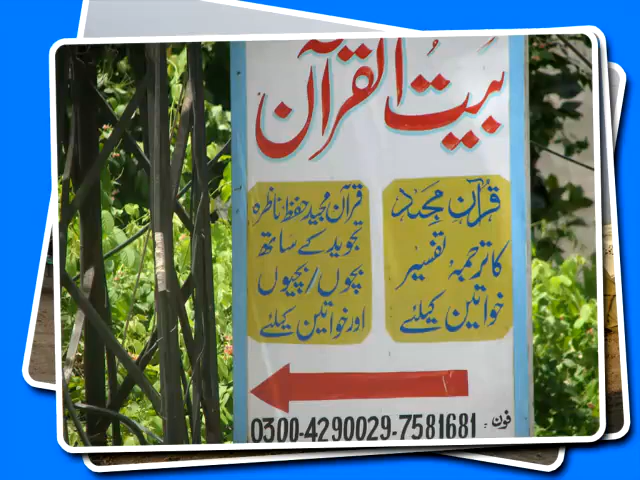 بیتُ القرآن
قرآن مجید
کا ترجمہ تفسیر
خواتین کیلئے
قرآن مجید حفظ/ناظرہ
تجوید کے ساتھ
بچوں/بچیوں
اور خواتین کیلئے
فون: 0300-4290029-7581681